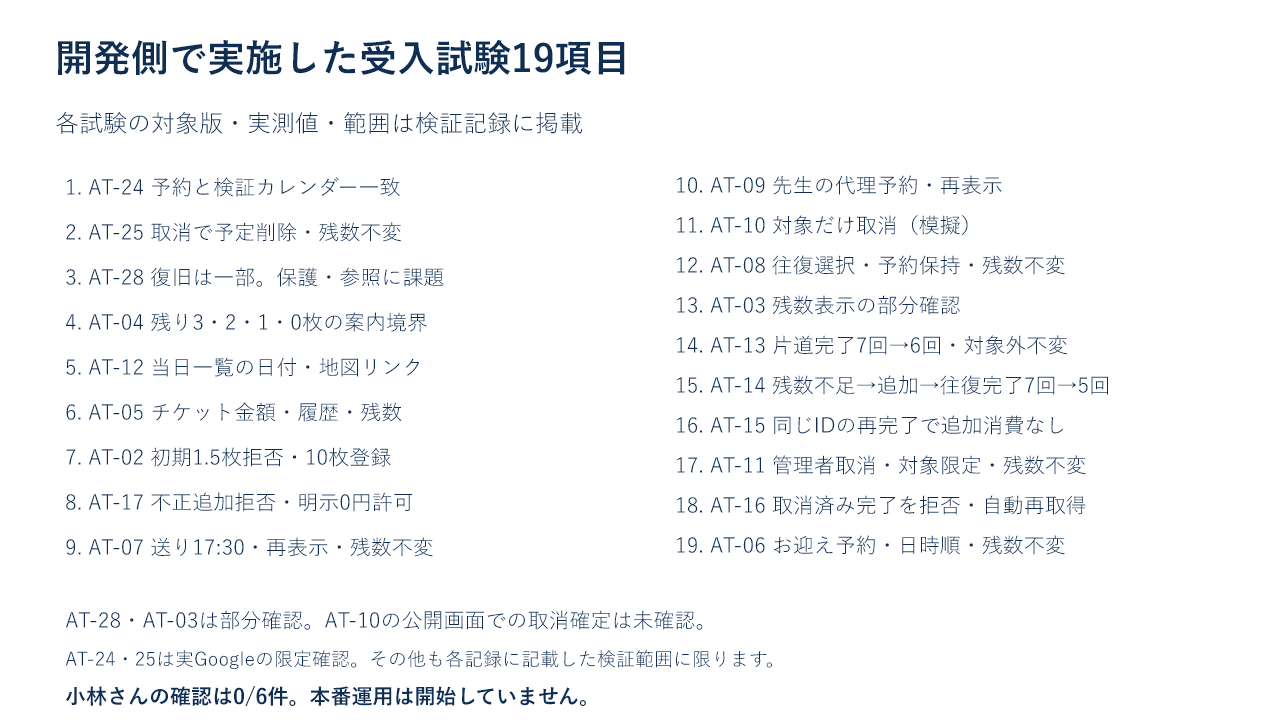 開発側で実施した受入試験19項目
各試験の対象版・実測値・範囲は検証記録に掲載
1. AT-24 予約と検証カレンダー一致
2. AT-25 取消で予定削除・残数不変
3. AT-28 復旧は一部。保護・参照に課題
4. AT-04 残り3・2・1・0枚の案内境界
5. AT-12 当日一覧の日付・地図リンク
6. AT-05 チケット金額・履歴・残数
7. AT-02 初期1.5枚拒否・10枚登録
8. AT-17 不正追加拒否・明示0円許可
9. AT-07 送り17:30・再表示・残数不変
10. AT-09 先生の代理予約・再表示
11. AT-10 対象だけ取消（模擬）
12. AT-08 往復選択・予約保持・残数不変
13. AT-03 残数表示の部分確認
14. AT-13 片道完了7回→6回・対象外不変
15. AT-14 残数不足→追加→往復完了7回→5回
16. AT-15 同じIDの再完了で追加消費なし
17. AT-11 管理者取消・対象限定・残数不変
18. AT-16 取消済み完了を拒否・自動再取得
19. AT-06 お迎え予約・日時順・残数不変
AT-28・AT-03は部分確認。AT-10の公開画面での取消確定は未確認。
AT-24・25は実Googleの限定確認。その他も各記録に記載した検証範囲に限ります。
小林さんの確認は0/6件。本番運用は開始していません。